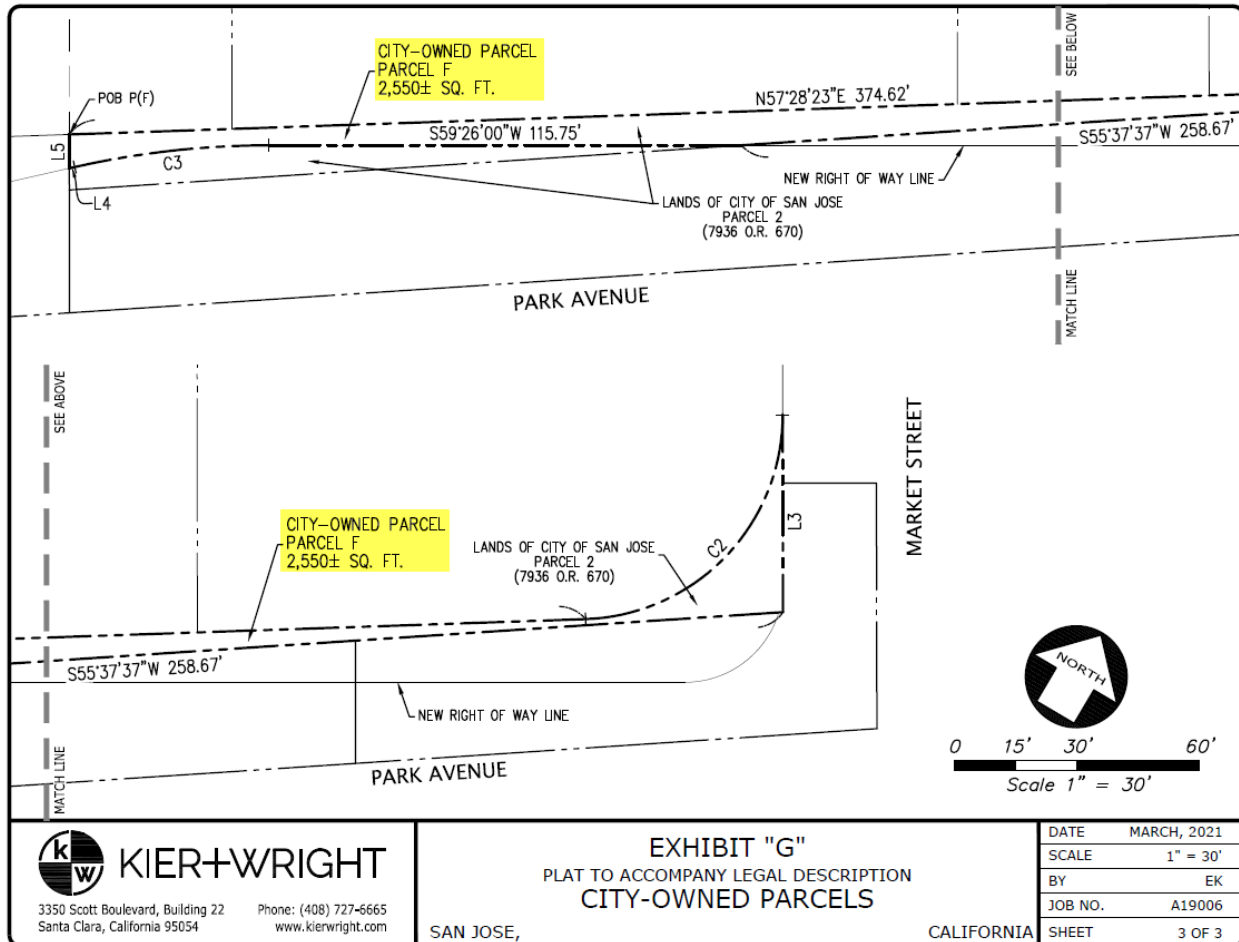 CITY-OWNED PARCEL
PARCEL F
2,550± SQ. FT.
SEE BELOW
POB P(F)
N57°28'23"E 374.62'
S59°26'00"W 115.75'
S55°37'37"W 258.67'
L5
C3
L4
NEW RIGHT OF WAY LINE
LANDS OF CITY OF SAN JOSE
PARCEL 2
(7936 O.R. 670)
PARK AVENUE
MATCH LINE
SEE ABOVE
MARKET STREET
CITY-OWNED PARCEL
PARCEL F
2,550± SQ. FT.
LANDS OF CITY OF SAN JOSE
PARCEL 2
(7936 O.R. 670)
C2
L3
S55°37'37"W 258.67'
NEW RIGHT OF WAY LINE
PARK AVENUE
MATCH LINE
NORTH
0 15' 30' 60'
Scale 1" = 30'
k
w
KIER+WRIGHT
3350 Scott Boulevard, Building 22
Santa Clara, California 95054
Phone: (408) 727-6665
www.kierwright.com
EXHIBIT "G"
PLAT TO ACCOMPANY LEGAL DESCRIPTION
CITY-OWNED PARCELS
SAN JOSE, CALIFORNIA
DATE MARCH, 2021
SCALE 1" = 30'
BY EK
JOB NO. A19006
SHEET 3 OF 3